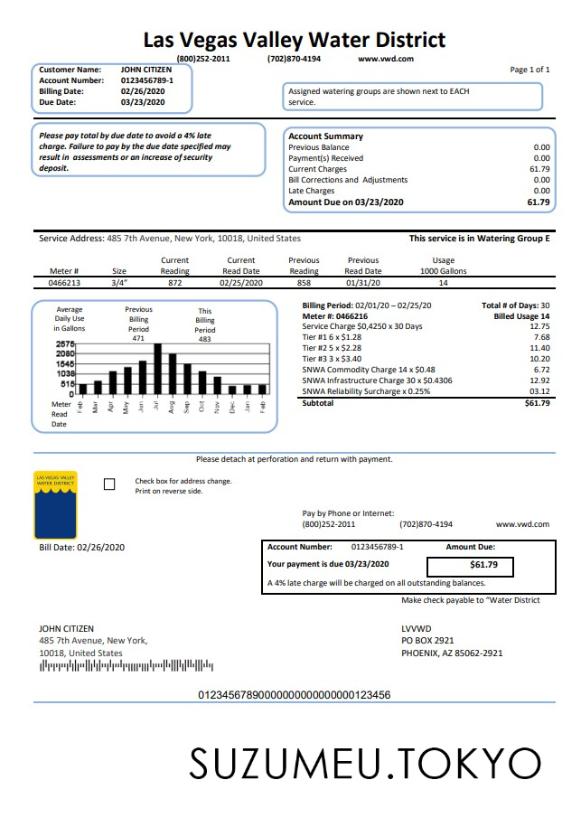 Las Vegas Valley Water District
(800)252-2011 (702)870-4194 www.vwd.com
Customer Name: JOHN CITIZEN
Account Number: 0123456789-1
Billing Date: 02/26/2020
Due Date: 03/23/2020
Page 1 of 1
Assigned watering groups are shown next to EACH
service.
Please pay total by due date to avoid a 4% late
charge. Failure to pay by the due date specified may
result in assessments or an increase of security
deposit.
Account Summary
Previous Balance 0.00
Payment(s) Received 0.00
Current Charges 61.79
Bill Corrections and Adjustments 0.00
Late Charges 0.00
Amount Due on 03/23/2020 61.79
Service Address: 485 7th Avenue, New York, 10018, United States This service is in Watering Group E
Current Current Previous Previous Usage
Meter # Size Reading Read Date Reading Read Date 1000 Gallons
0466213 3/4" 872 02/25/2020 858 01/31/20 14
Average
Daily Use
in Gallons
Previous
Billing
Period
471
This
Billing
Period
483
2575
2080
1545
1038
515
0
Meter
Read
Date
Feb Mar Apr May Jun Jul Aug Sep Oct Nov Dec Jan Feb
Billing Period: 02/01/20 – 02/25/20 Total # of Days: 30
Meter #: 0466216 Billed Usage 14
Service Charge $0,4250 x 30 Days 12.75
Tier #1 6 x $1.28 7.68
Tier #2 5 x $2.28 11.40
Tier #3 3 x $3.40 10.20
SNWA Commodity Charge 14 x $0.48 6.72
SNWA Infrastructure Charge 30 x $0.4306 12.92
SNWA Reliability Surcharge x 0.25% 03.12
Subtotal $61.79
Please detach at perforation and return with payment.
LAS VEGAS VALLEY
WATER DISTRICT
Check box for address change.
Print on reverse side.
Pay by Phone or Internet:
(800)252-2011 (702)870-4194 www.vwd.com
Bill Date: 02/26/2020
Account Number: 0123456789-1 Amount Due:
Your payment is due 03/23/2020 $61.79
A 4% late charge will be charged on all outstanding balances.
Make check payable to "Water District
JOHN CITIZEN
485 7th Avenue, New York,
10018, United States
LVVWD
PO BOX 2921
PHOENIX, AZ 85062-2921
0123456789000000000000000000123456
SUZUMEU.TOKYO